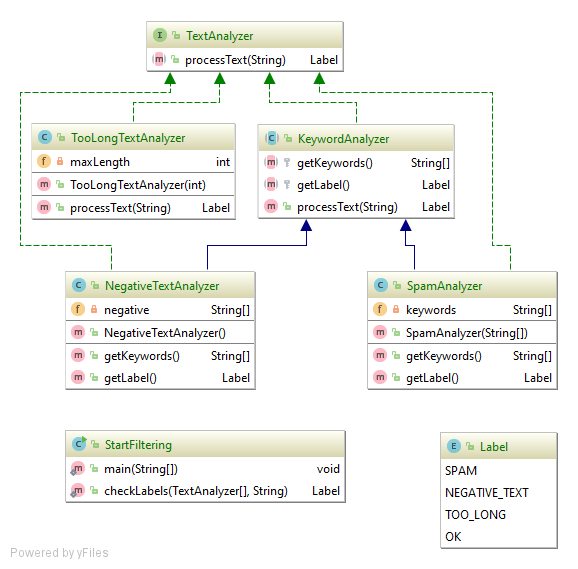 I TextAnalyzer
m processText(String) Label
C TooLongTextAnalyzer
f maxLength int
m TooLongTextAnalyzer(int)
m processText(String) Label
C KeywordAnalyzer
m getKeywords() String[]
m getLabel() Label
m processText(String) Label
C NegativeTextAnalyzer
f negative String[]
m NegativeTextAnalyzer()
m getKeywords() String[]
m getLabel() Label
C SpamAnalyzer
f keywords String[]
m SpamAnalyzer(String[])
m getKeywords() String[]
m getLabel() Label
C StartFiltering
m main(String[]) void
m checkLabels(TextAnalyzer[], String) Label
E Label
SPAM
NEGATIVE_TEXT
TOO_LONG
OK
Powered by yFiles